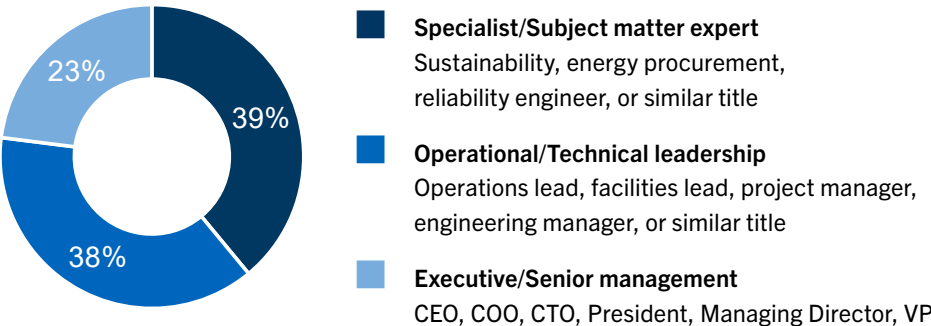 23%
39%
38%
Specialist/Subject matter expert
Sustainability, energy procurement,
reliability engineer, or similar title
Operational/Technical leadership
Operations lead, facilities lead, project manager,
engineering manager, or similar title
Executive/Senior management
CEO, COO, CTO, President, Managing Director, VP